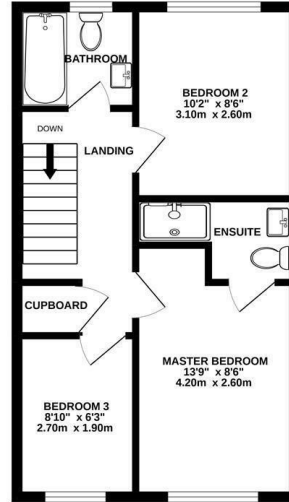 BATHROOM
BEDROOM 2
10'2" x 8'6"
3.10m x 2.60m
DOWN
LANDING
ENSUITE
CUPBOARD
MASTER BEDROOM
13'9" x 8'6"
4.20m x 2.60m
BEDROOM 3
8'10" x 6'3"
2.70m x 1.90m